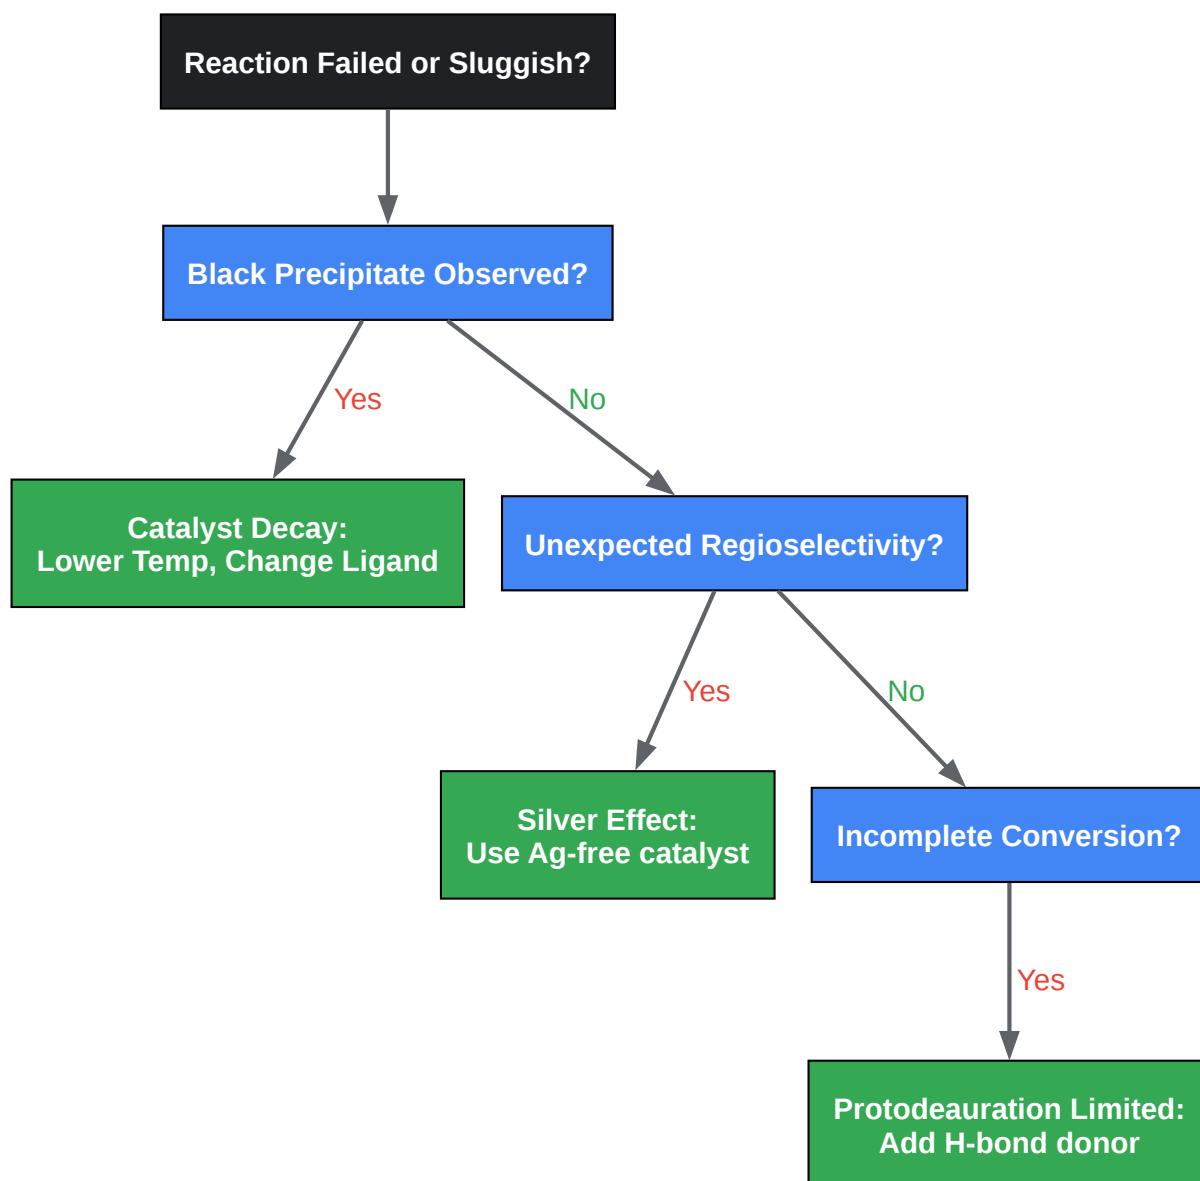 Reaction Failed or Sluggish?
Black Precipitate Observed?
Yes
No
Catalyst Decay:
Lower Temp, Change Ligand
Unexpected Regioselectivity?
Yes
No
Silver Effect:
Use Ag-free catalyst
Incomplete Conversion?
Yes
Protodeauration Limited:
Add H-bond donor